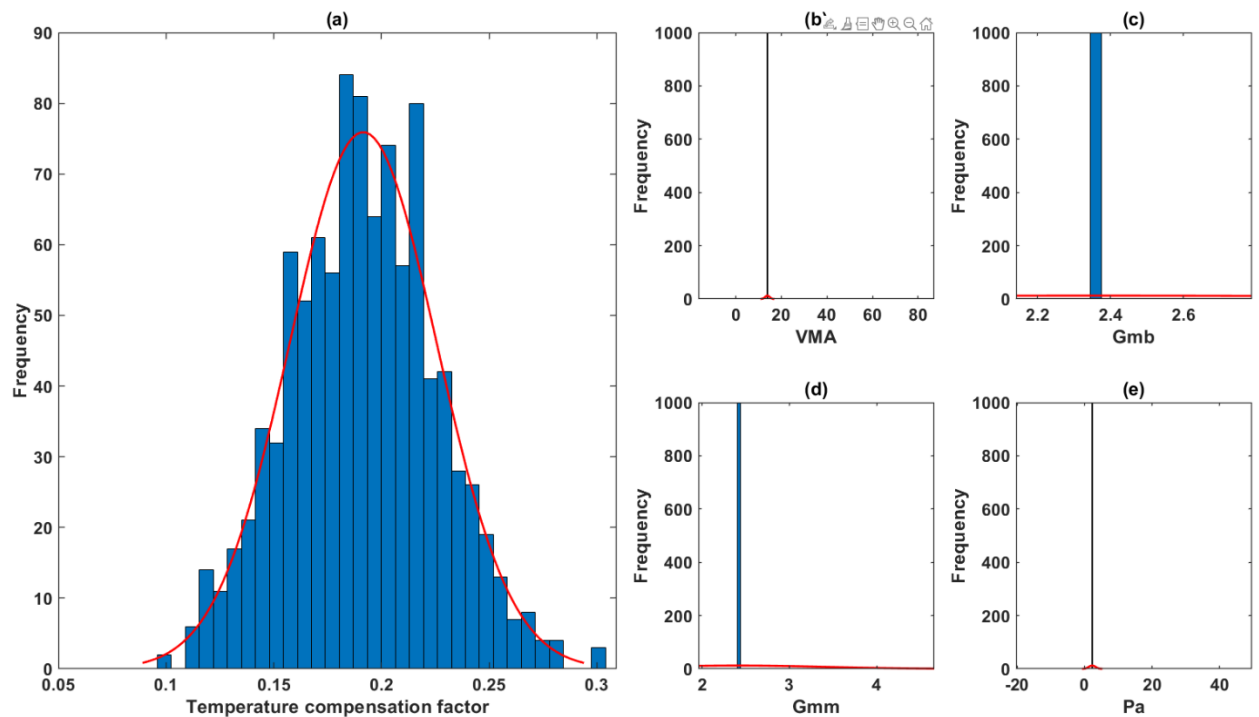 (a)
90
80
70
60
50
40
30
20
10
0
Frequency
0.05 0.1 0.15 0.2 0.25 0.3
Temperature compensation factor
(b)
1000
800
600
400
200
0
Frequency
0 20 40 60 80
VMA
(c)
1000
800
600
400
200
0
Frequency
2.2 2.4 2.6
Gmb
(d)
1000
800
600
400
200
0
Frequency
2 3 4
Gmm
(e)
1000
800
600
400
200
0
Frequency
-20 0 20 40
Pa